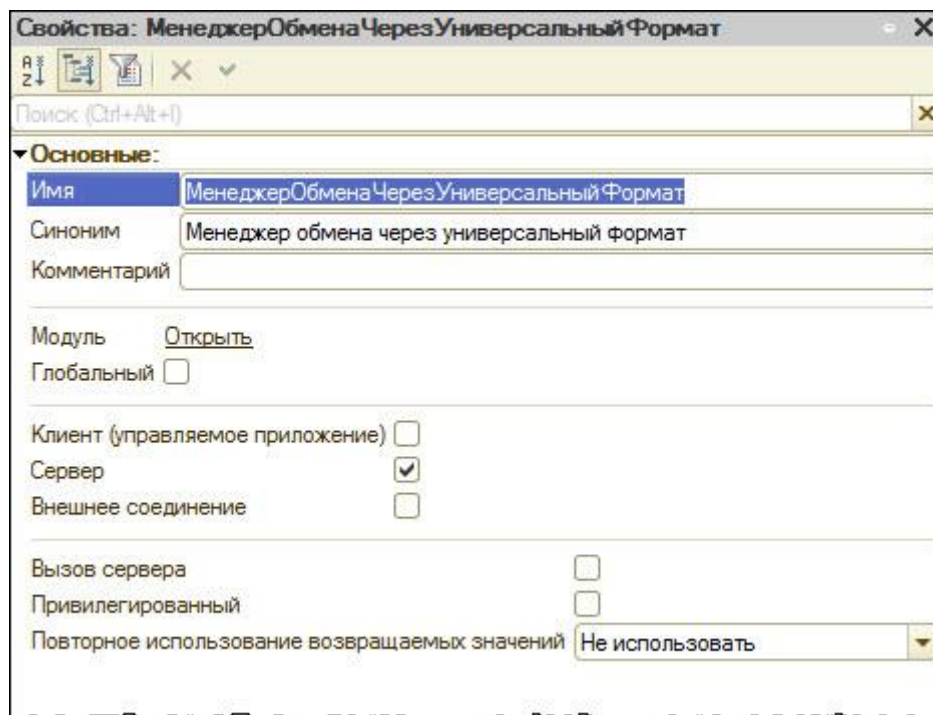 Свойства: МенеджерОбменаЧерезУниверсальныйФормат
Поиск (Ctrl+Alt+I)
Основные:
Имя МенеджерОбменаЧерезУниверсальныйФормат
Синоним Менеджер обмена через универсальный формат
Комментарий
Модуль Открыть
Глобальный
Клиент (управляемое приложение)
Сервер
Внешнее соединение
Вызов сервера
Привилегированный
Повторное использование возвращаемых значений Не использовать